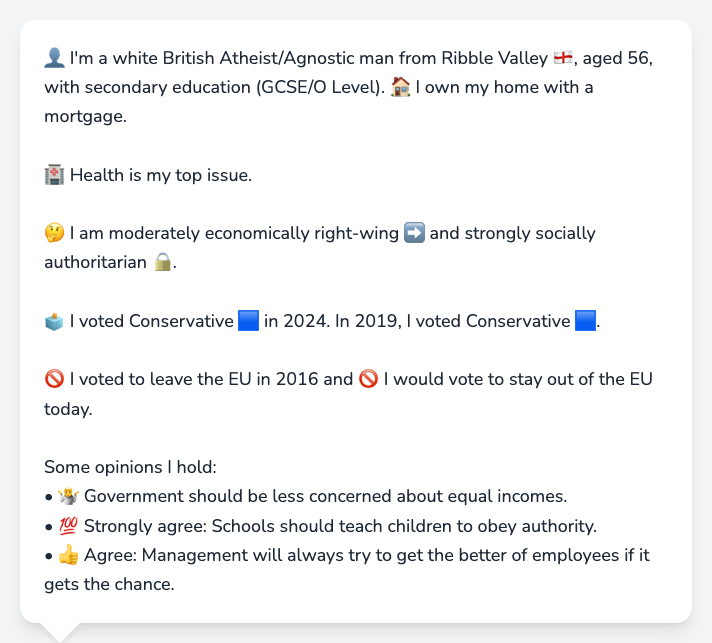 👤 I'm a white British Atheist/Agnostic man from Ribble Valley 🏴󠁧󠁢󠁥󠁮󠁧󠁿, aged 56,
with secondary education (GCSE/O Level). 🏠 I own my home with a
mortgage.
🏥 Health is my top issue.
🤔 I am moderately economically right-wing ➡️ and strongly socially
authoritarian 🔒.
🗳️ I voted Conservative 🟦 in 2024. In 2019, I voted Conservative 🟦.
🚫 I voted to leave the EU in 2016 and 🚫 I would vote to stay out of the EU
today.
Some opinions I hold:
• 🤷 Government should be less concerned about equal incomes.
• 💯 Strongly agree: Schools should teach children to obey authority.
• 👍 Agree: Management will always try to get the better of employees if it
gets the chance.